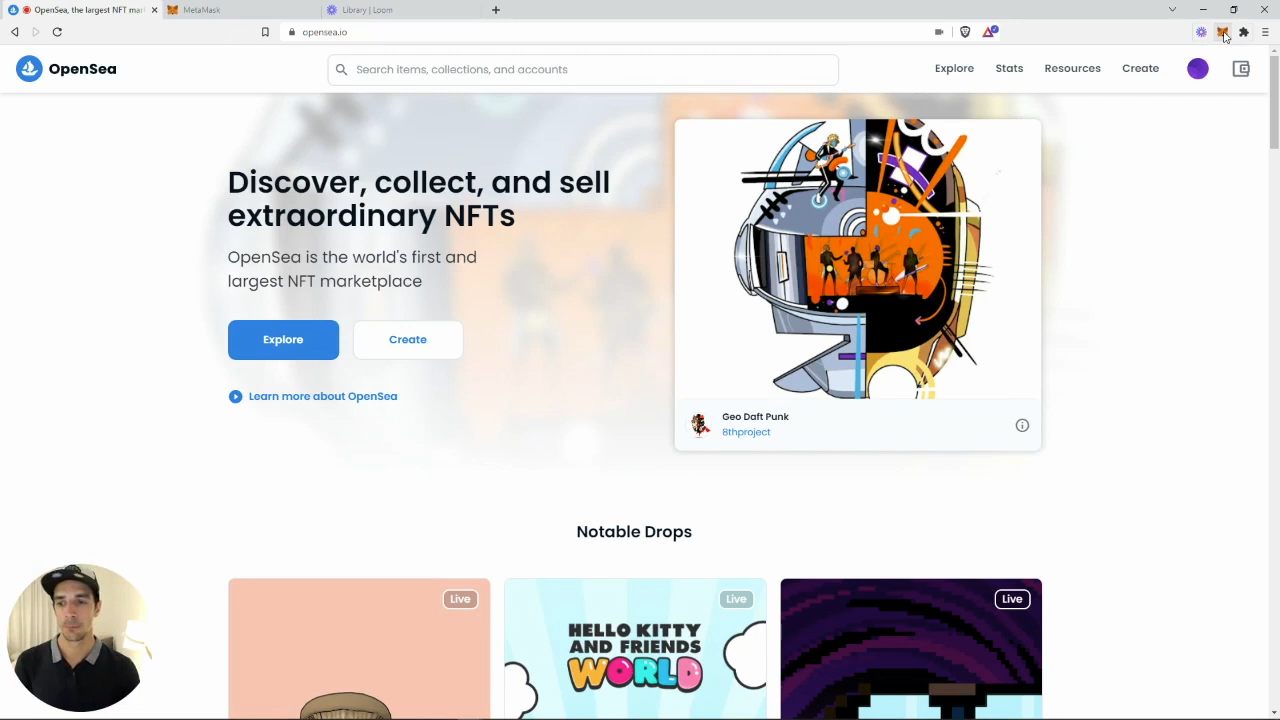 OpenSea, the largest NFT mar
MetaMask
Library | Loom
opensea.io
OpenSea
Search items, collections, and accounts
Explore
Stats
Resources
Create
Discover, collect, and sell
extraordinary NFTs
OpenSea is the world's first and
largest NFT marketplace
Explore
Create
Learn more about OpenSea
Geo Daft Punk
8thproject
Notable Drops
Live
Live
HELLO KITTY
AND FRIENDS
WORLD
Live